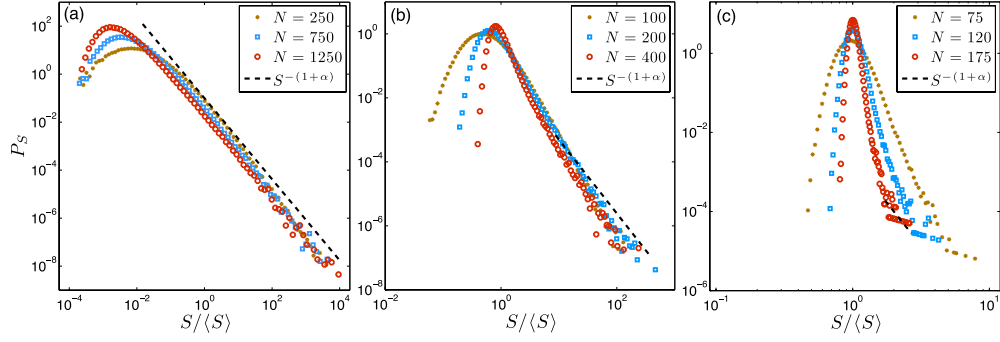 (a)
N = 250
N = 750
N = 1250
S^{-(1+α)}
P_S
10^2
10^0
10^{-2}
10^{-4}
10^{-6}
10^{-8}
10^{-4} 10^{-2} 10^0 10^2 10^4
S/⟨S⟩
(b)
N = 100
N = 200
N = 400
S^{-(1+α)}
10^0
10^{-2}
10^{-4}
10^{-6}
10^{-8}
10^{-2} 10^0 10^2
S/⟨S⟩
(c)
N = 75
N = 120
N = 175
S^{-(1+α)}
10^0
10^{-2}
10^{-4}
10^{-6}
10^{-1} 10^0 10^1
S/⟨S⟩